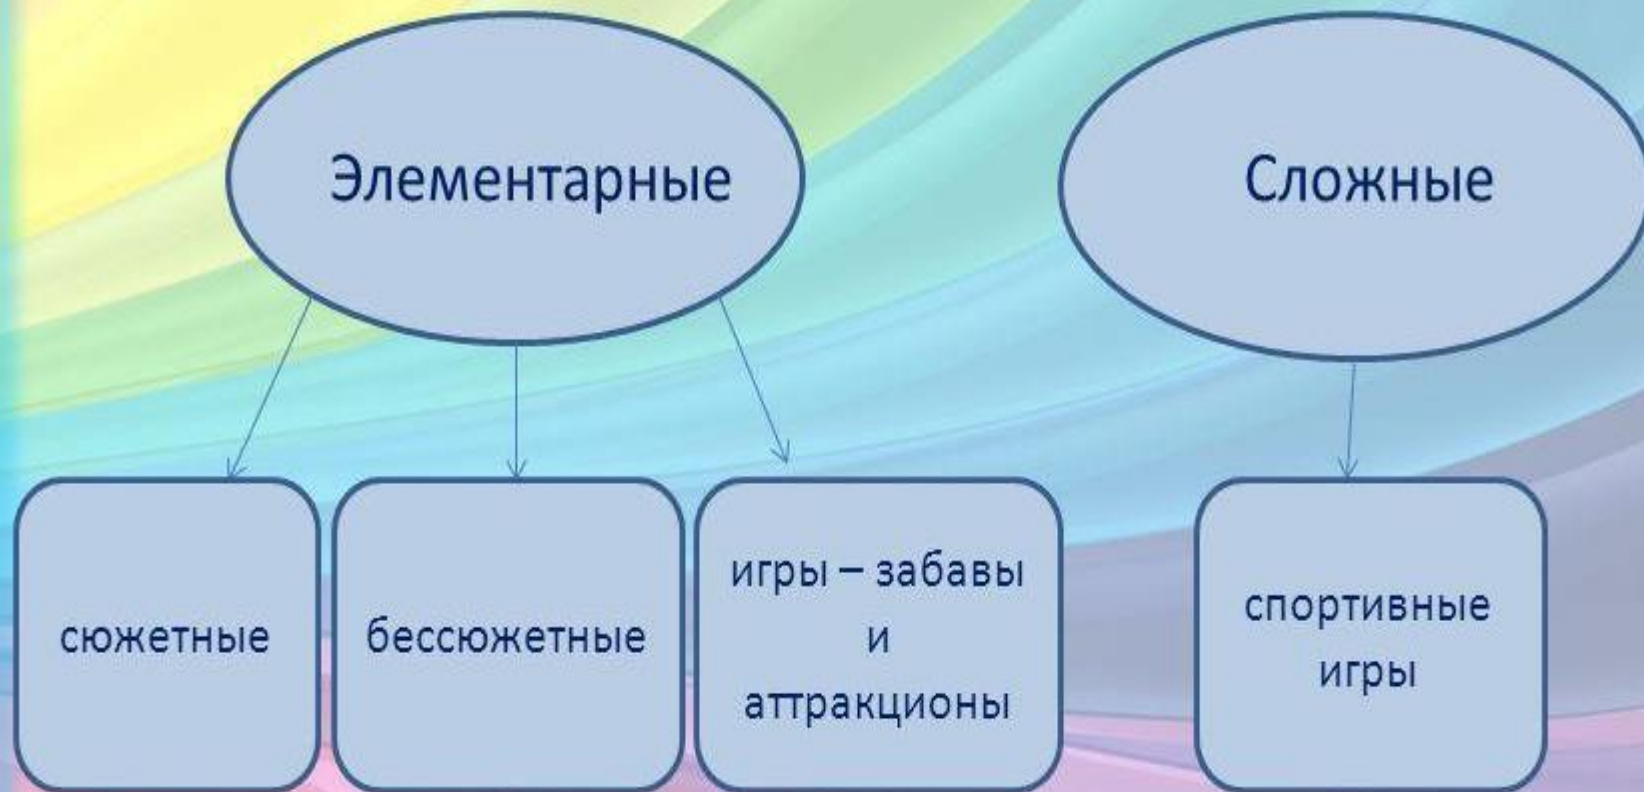 Элементарные
Сложные
сюжетные
бессюжетные
игры – забавы
и
аттракционы
спортивные
игры